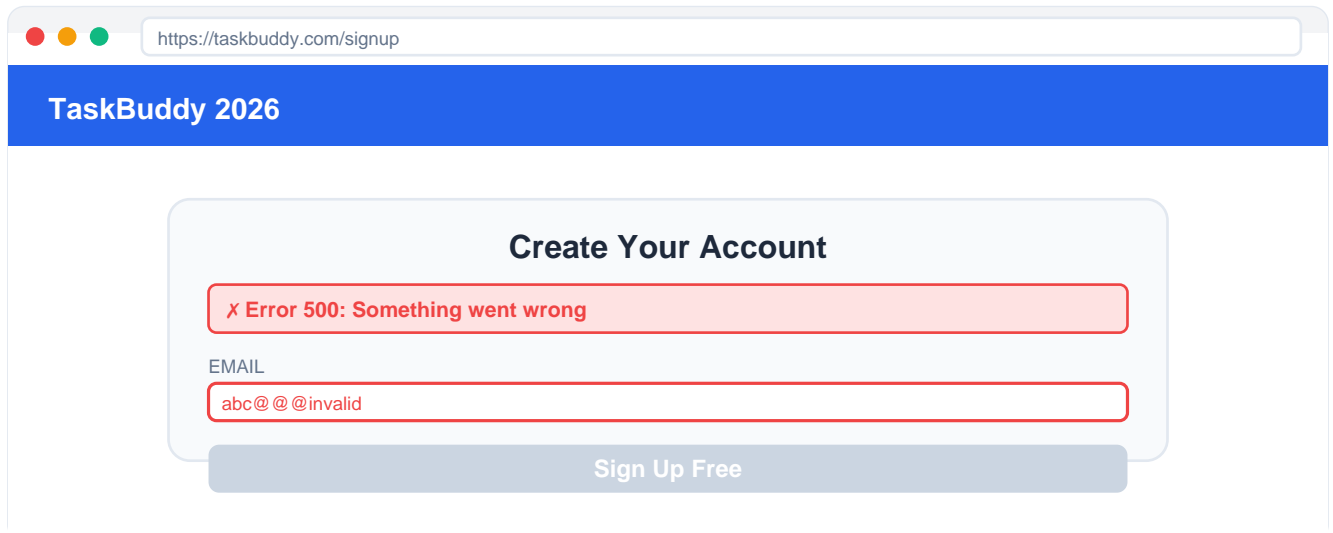 https://taskbuddy.com/signup
TaskBuddy 2026
Create Your Account
✗ Error 500: Something went wrong
EMAIL
abc@@@invalid
Sign Up Free